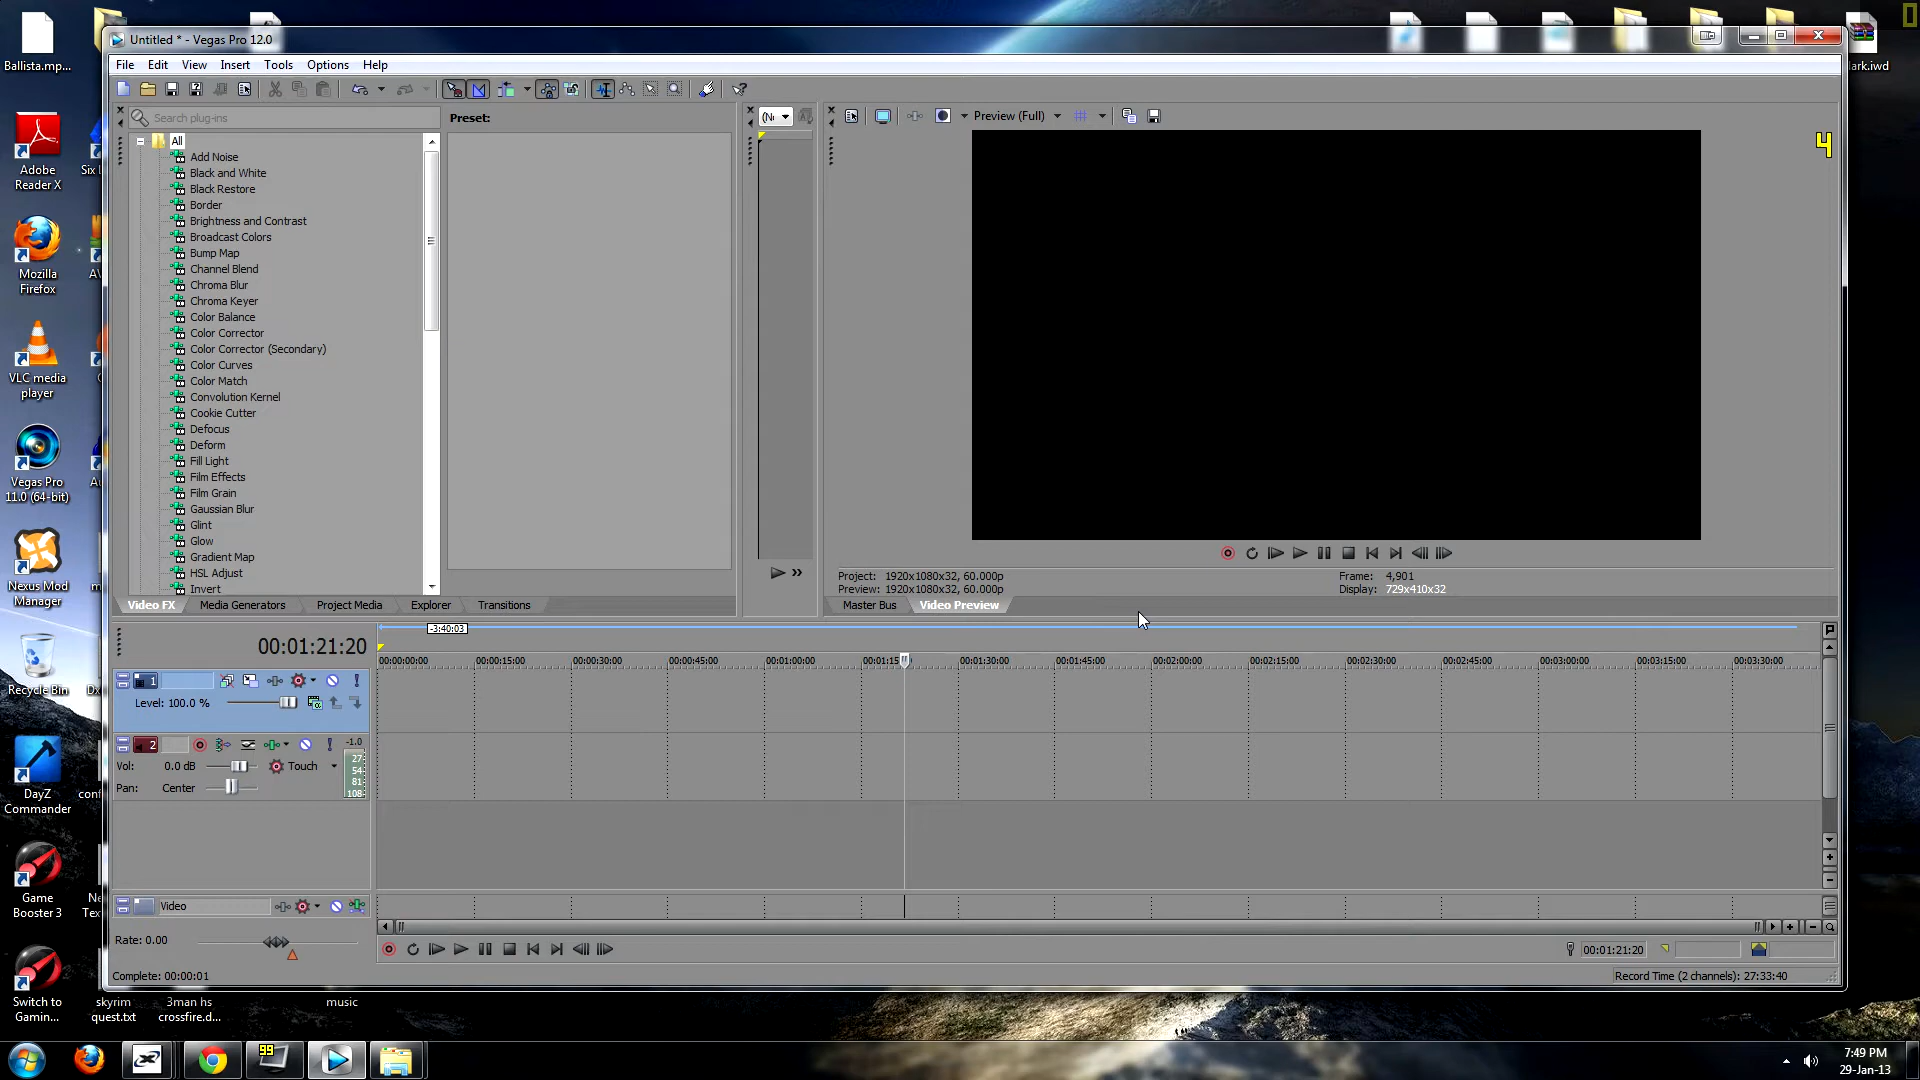 Untitled * - Vegas Pro 12.0
File Edit View Insert Tools Options Help
Search plug-ins
Preset:
Preview (Full)
4
All
Add Noise
Black and White
Black Restore
Border
Brightness and Contrast
Broadcast Colors
Bump Map
Channel Blend
Chroma Blur
Chroma Keyer
Color Balance
Color Corrector
Color Corrector (Secondary)
Color Curves
Color Match
Convolution Kernel
Cookie Cutter
Defocus
Deform
Fill Light
Film Effects
Film Grain
Gaussian Blur
Glint
Glow
Gradient Map
HSL Adjust
Invert
Project: 1920x1080x32, 60.000p
Preview: 1920x1080x32, 60.000p
Frame: 4,901
Display: 729x410x32
Video FX Media Generators Project Media Explorer Transitions
Master Bus Video Preview
-3:40:03
00:01:21:20
00:00:00:00 00:00:15:00 00:00:30:00 00:00:45:00 00:01:00:00 00:01:15 00:01:30:00 00:01:45:00 00:02:00:00 00:02:15:00 00:02:30:00 00:02:45:00 00:03:00:00 00:03:15:00 00:03:30:00
1
Level: 100.0 %
2
-1.0
Vol: 0.0 dB Touch
Pan: Center
27
54
81
108
Video
Rate: 0.00
00:01:21:20
Complete: 00:00:01
Record Time (2 channels): 27:33:40
Ballista.mp...
Adobe
Reader X
Mozilla
Firefox
VLC media
player
Vegas Pro
11.0 (64-bit)
Nexus Mod
Manager
Recycle Bin
DayZ
Commander
Game
Booster 3
Switch to
Gamin...
skyrim
quest.txt
3man hs
crossfire.d...
music
ark.iwd
99
7:49 PM
29-Jan-13